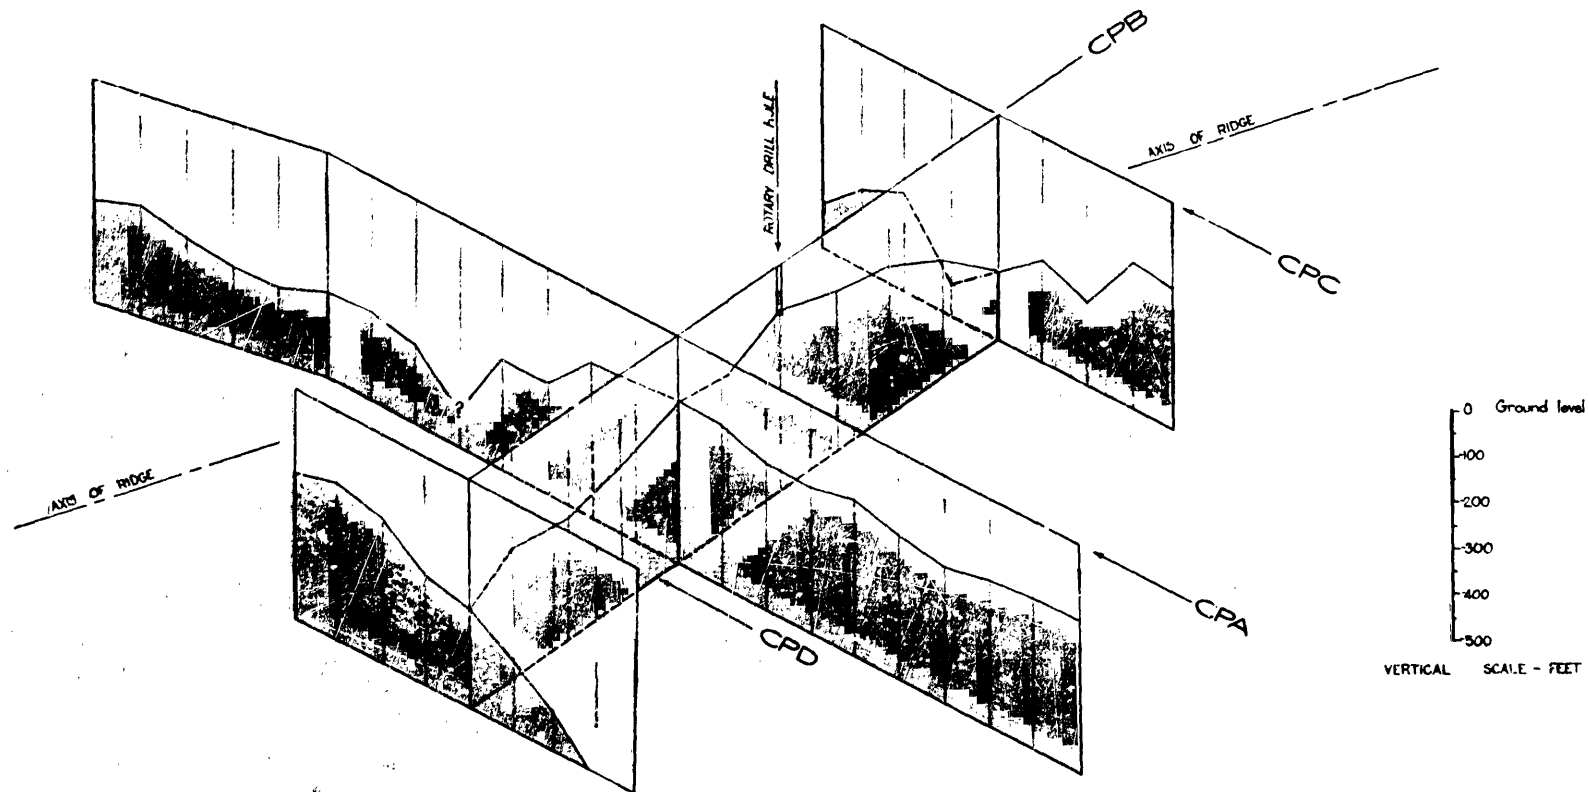 CPB
AXIS OF RIDGE
ROTARY DRILL HOLE
CPC
?
0 Ground level
100
200
300
400
500
VERTICAL SCALE - FEET
AXIS OF RIDGE
CPA
CPD